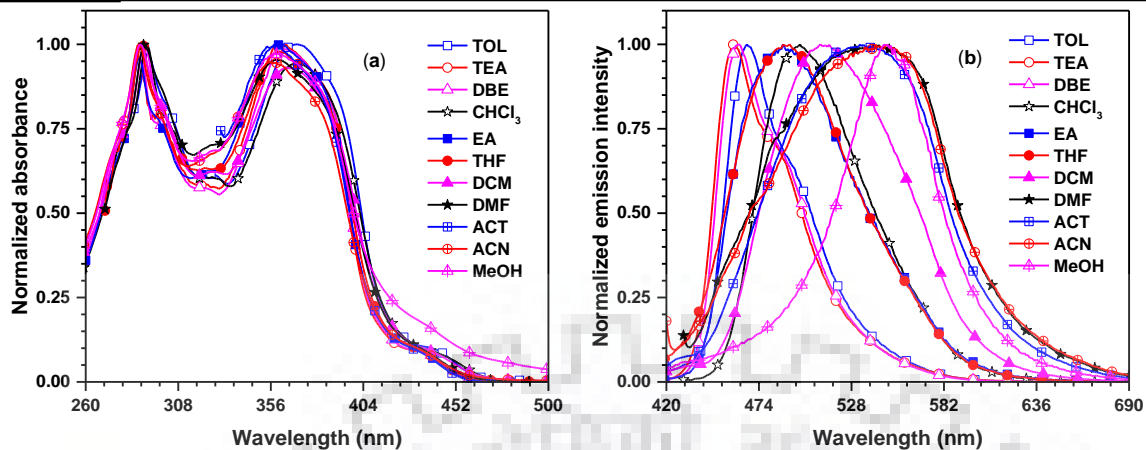 (a)
Normalized absorbance
1.00
0.75
0.50
0.25
0.00
260 308 356 404 452 500
Wavelength (nm)
TOL
TEA
DBE
CHCl₃
EA
THF
DCM
DMF
ACT
ACN
MeOH
(b)
Normalized emission intensity
1.00
0.75
0.50
0.25
0.00
420 474 528 582 636 690
Wavelength (nm)
TOL
TEA
DBE
CHCl₃
EA
THF
DCM
DMF
ACT
ACN
MeOH